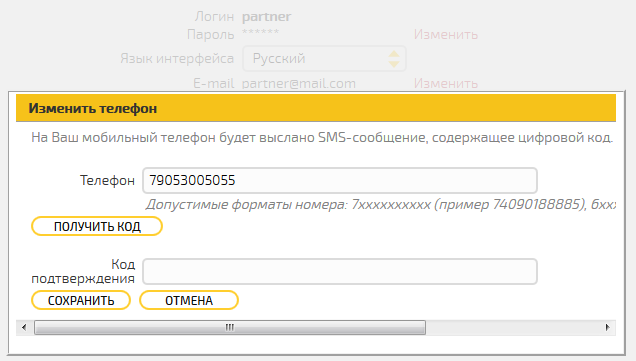 Логин partner
Пароль ****** Изменить
Язык интерфейса Русский
E-mail partner@mail.com Изменить
Изменить телефон
На Ваш мобильный телефон будет выслано SMS-сообщение, содержащее цифровой код.
Телефон 79053005055
Допустимые форматы номера: 7xxxxxxxxxx (пример 74090188885), 6xxx
ПОЛУЧИТЬ КОД
Код
подтверждения
СОХРАНИТЬ ОТМЕНА